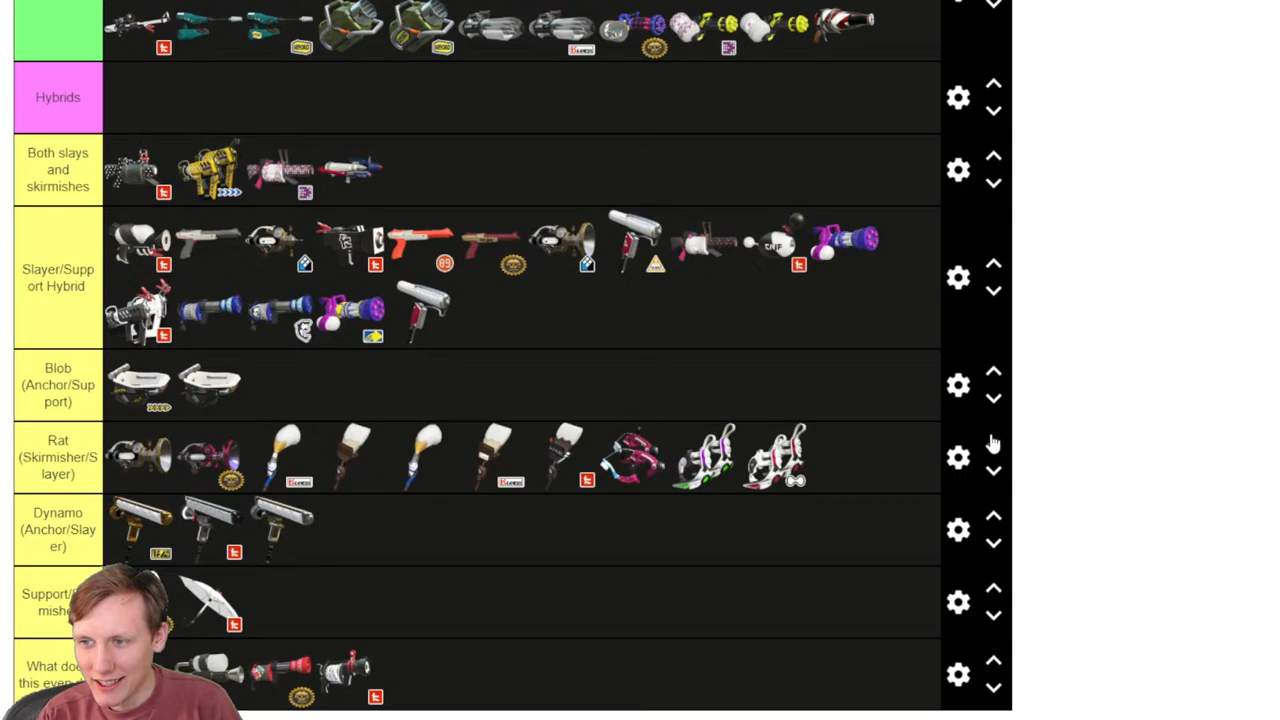 Hybrids
Both slays
and
skirmishes
Slayer/Supp
ort Hybrid
Blob
(Anchor/Sup
port)
Rat
(Skirmisher/S
layer)
Dynamo
(Anchor/Slay
er)
Support/
mishe
What doe
this even